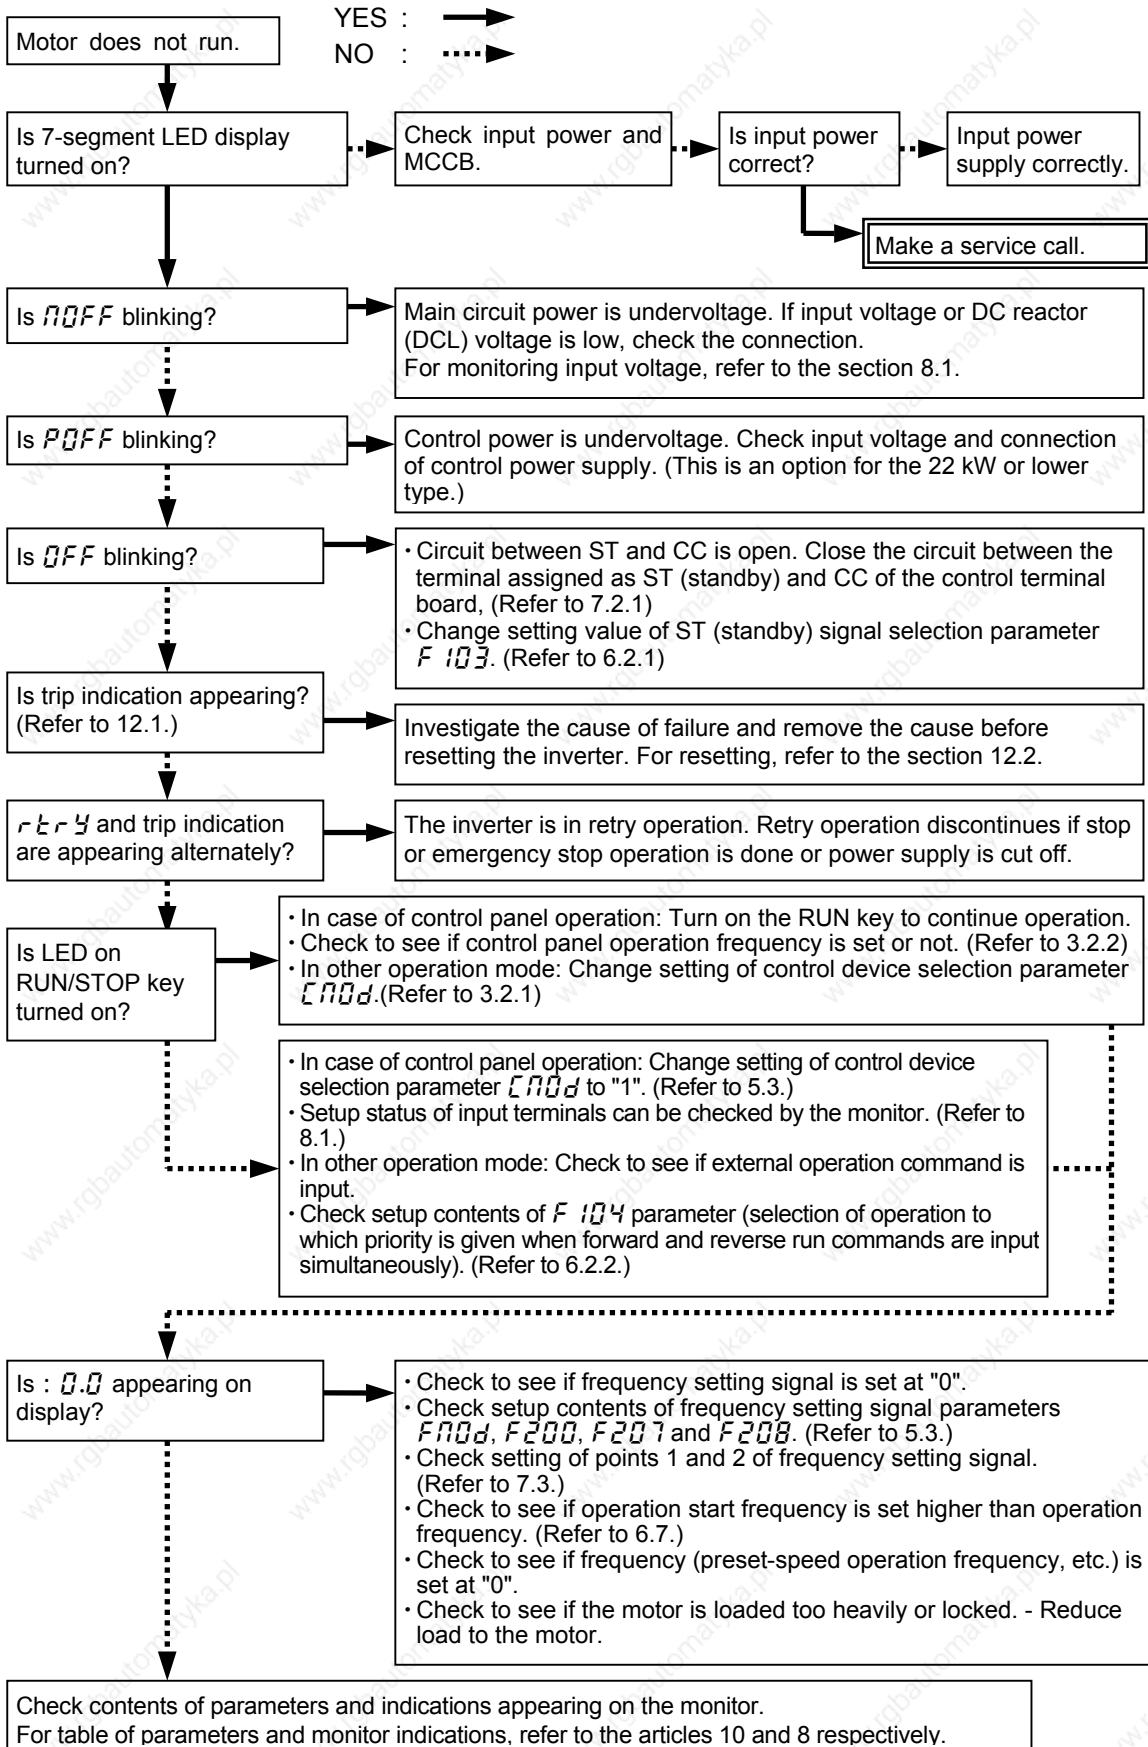 YES :
NO :
Motor does not run.
Is 7-segment LED display
turned on?
Check input power and
MCCB.
Is input power
correct?
Input power
supply correctly.
Make a service call.
Is MOFF blinking?
Main circuit power is undervoltage. If input voltage or DC reactor
(DCL) voltage is low, check the connection.
For monitoring input voltage, refer to the section 8.1.
Is POFF blinking?
Control power is undervoltage. Check input voltage and connection
of control power supply. (This is an option for the 22 kW or lower
type.)
Is OFF blinking?
・Circuit between ST and CC is open. Close the circuit between the
terminal assigned as ST (standby) and CC of the control terminal
board, (Refer to 7.2.1)
・Change setting value of ST (standby) signal selection parameter
F103. (Refer to 6.2.1)
Is trip indication appearing?
(Refer to 12.1.)
Investigate the cause of failure and remove the cause before
resetting the inverter. For resetting, refer to the section 12.2.
rtry and trip indication
are appearing alternately?
The inverter is in retry operation. Retry operation discontinues if stop
or emergency stop operation is done or power supply is cut off.
Is LED on
RUN/STOP key
turned on?
・In case of control panel operation: Turn on the RUN key to continue operation.
・Check to see if control panel operation frequency is set or not. (Refer to 3.2.2)
・In other operation mode: Change setting of control device selection parameter
CMOd.(Refer to 3.2.1)
・In case of control panel operation: Change setting of control device
selection parameter CMOd to "1". (Refer to 5.3.)
・Setup status of input terminals can be checked by the monitor. (Refer to
8.1.)
・In other operation mode: Check to see if external operation command is
input.
・Check setup contents of F104 parameter (selection of operation to
which priority is given when forward and reverse run commands are input
simultaneously). (Refer to 6.2.2.)
Is : 0.0 appearing on
display?
・Check to see if frequency setting signal is set at "0".
・Check setup contents of frequency setting signal parameters
FMOd, F200, F207 and F208. (Refer to 5.3.)
・Check setting of points 1 and 2 of frequency setting signal.
(Refer to 7.3.)
・Check to see if operation start frequency is set higher than operation
frequency. (Refer to 6.7.)
・Check to see if frequency (preset-speed operation frequency, etc.) is
set at "0".
・Check to see if the motor is loaded too heavily or locked. - Reduce
load to the motor.
Check contents of parameters and indications appearing on the monitor.
For table of parameters and monitor indications, refer to the articles 10 and 8 respectively.
www.rgbautomatyka.pl